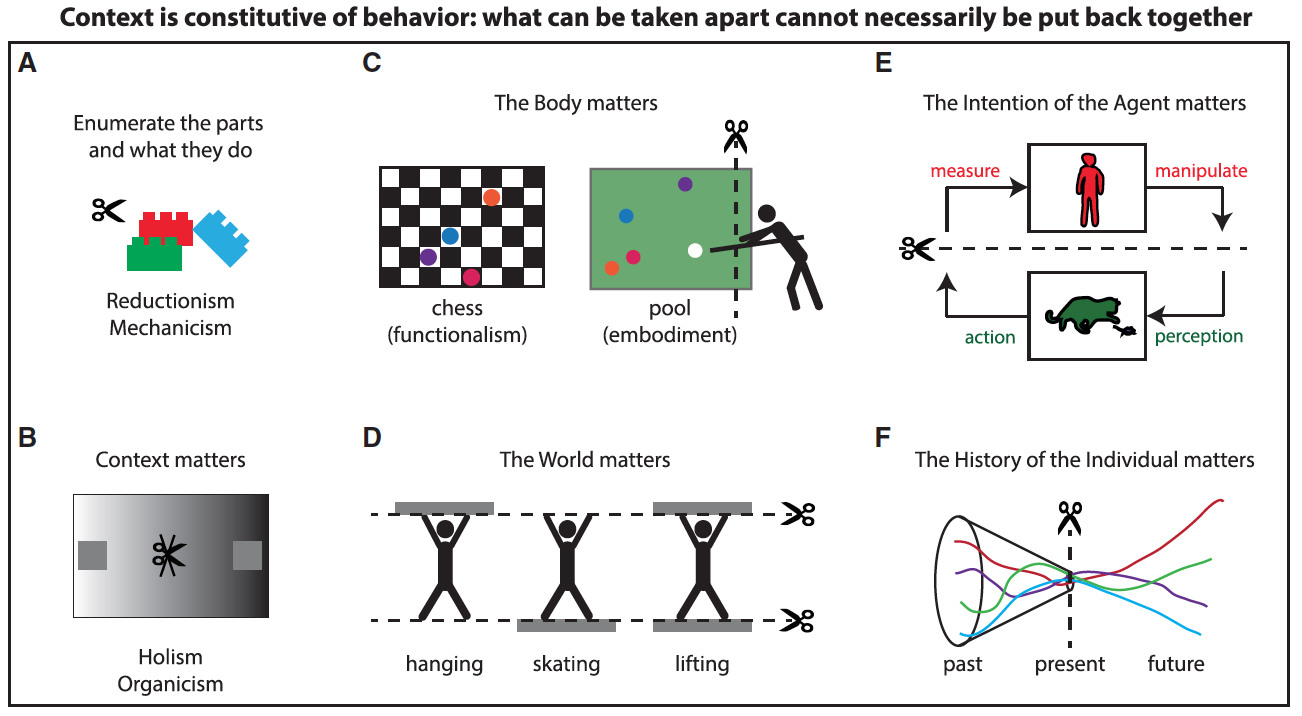 Context is constitutive of behavior: what can be taken apart cannot necessarily be put back together
A
Enumerate the parts
and what they do
Reductionism
Mechanicism
B
Context matters
Holism
Organicism
C
The Body matters
chess
(functionalism)
pool
(embodiment)
D
The World matters
hanging
skating
lifting
E
The Intention of the Agent matters
measure
manipulate
action
perception
F
The History of the Individual matters
past
present
future